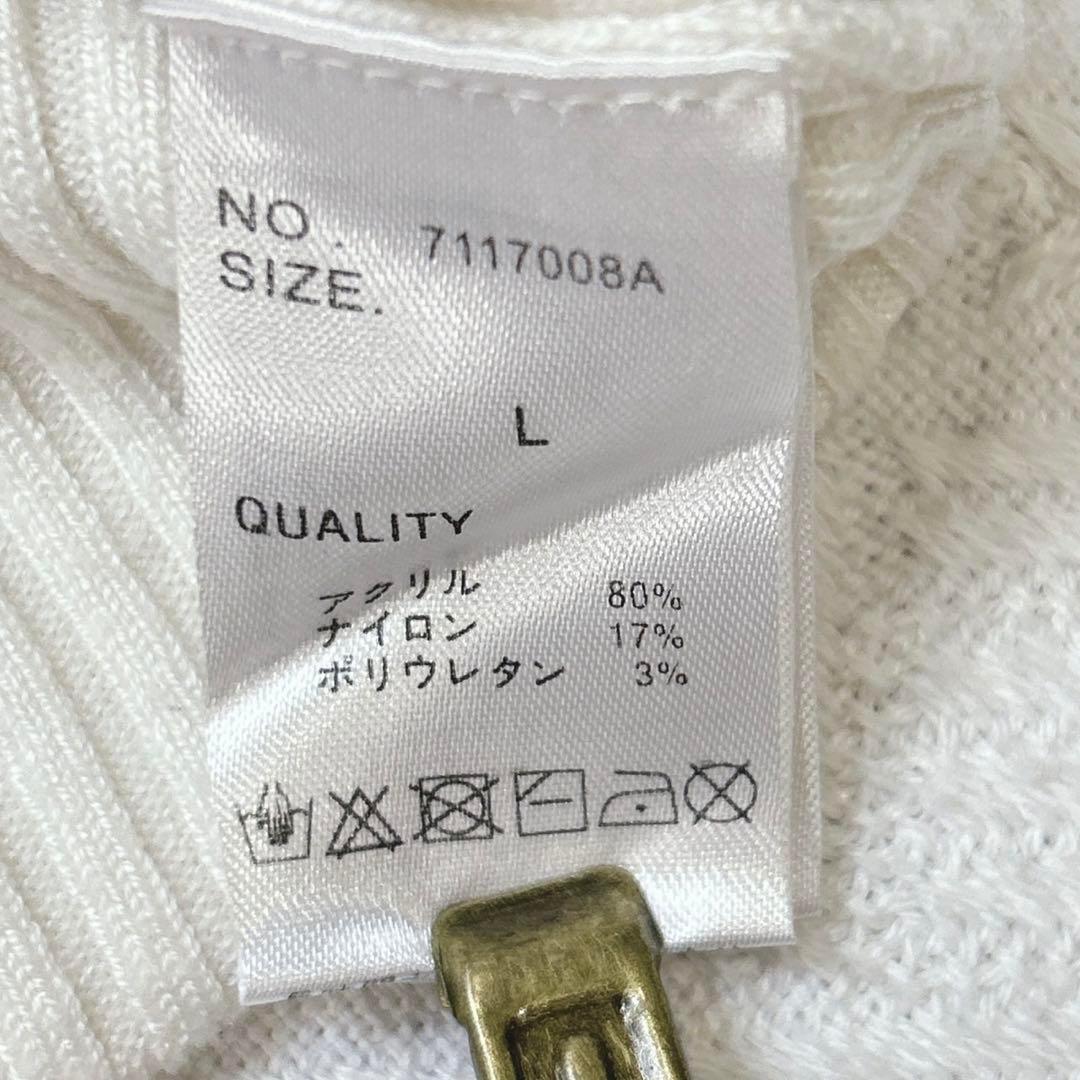 NO. 7117008A
SIZE.
L
QUALITY
アクリル 80%
ナイロン 17%
ポリウレタン 3%